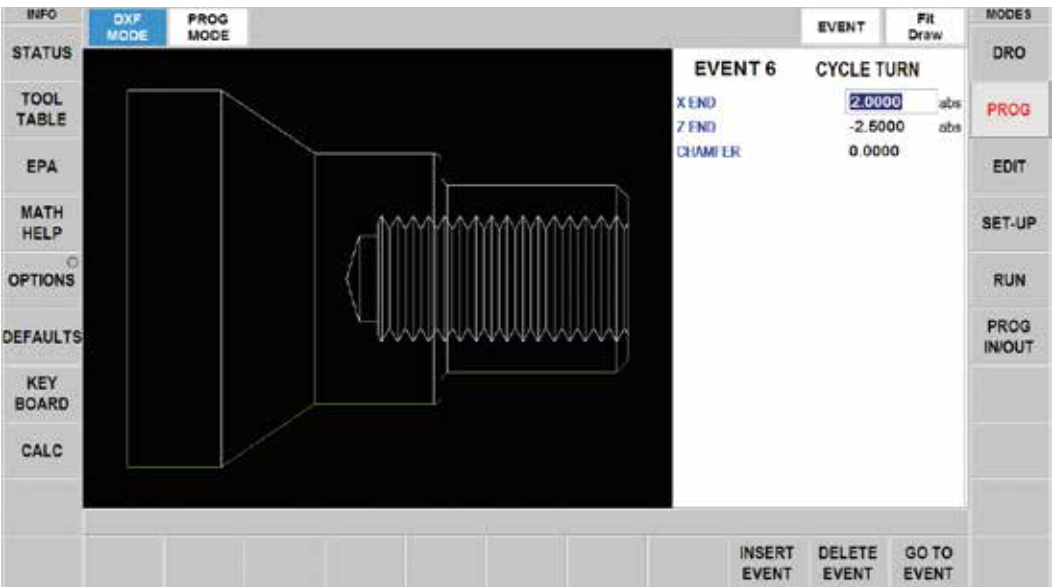 INFO
DXF
MODE
PROG
MODE
EVENT
Fit
Draw
MODES
STATUS
TOOL
TABLE
EPA
MATH
HELP
OPTIONS
DEFAULTS
KEY
BOARD
CALC
EVENT 6 CYCLE TURN
X END 2.0000 abs
Z END -2.5000 abs
CHAMFER 0.0000
DRO
PROG
EDIT
SET-UP
RUN
PROG
IN/OUT
INSERT
EVENT
DELETE
EVENT
GO TO
EVENT